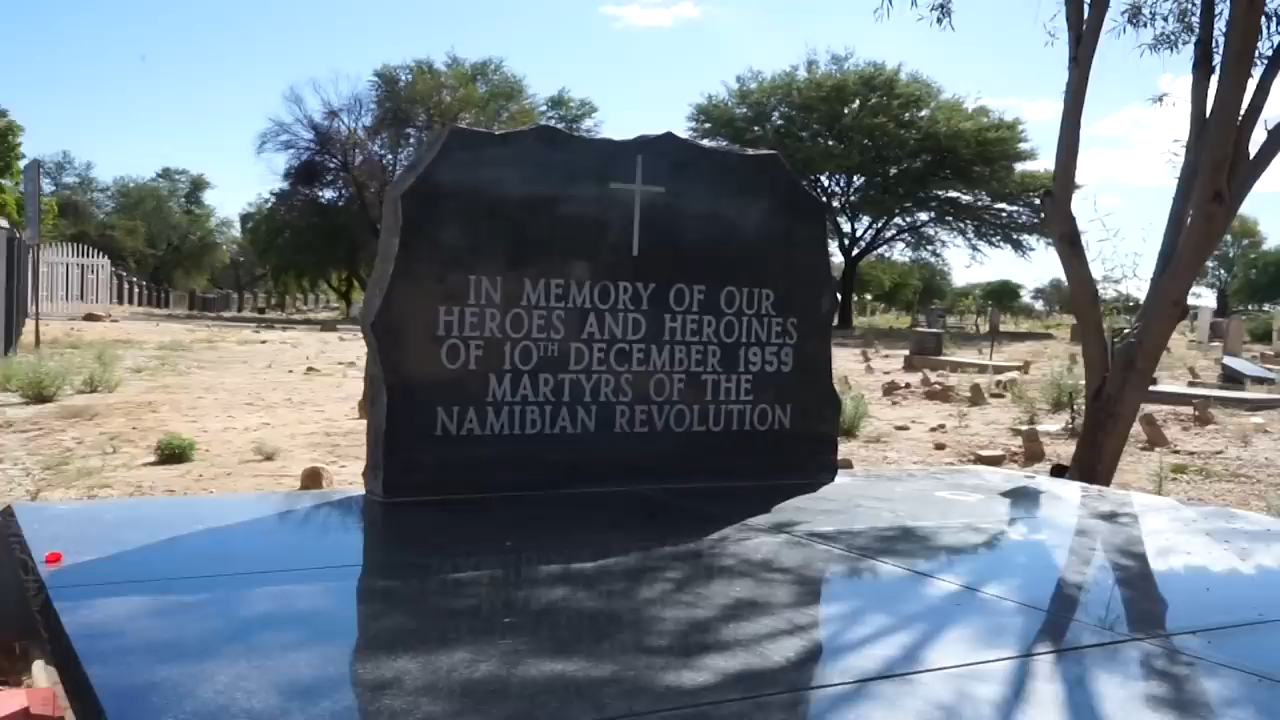 IN MEMORY OF OUR
HEROES AND HEROINES
OF 10TH DECEMBER 1959
MARTYRS OF THE
NAMIBIAN REVOLUTION